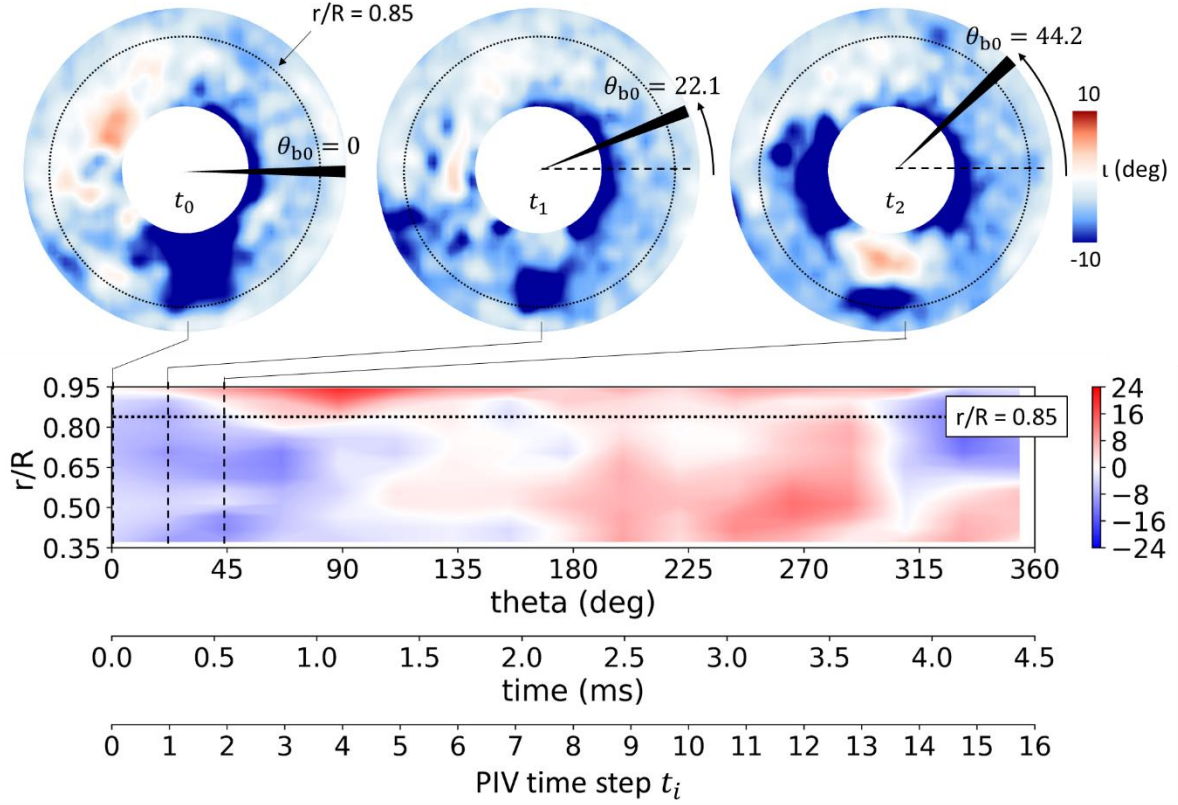 r/R = 0.85
θb0 = 0
t0
θb0 = 22.1
t1
θb0 = 44.2
t2
10
ι (deg)
-10
0.95
0.80
0.65
0.50
0.35
r/R
r/R = 0.85
24
16
8
0
−8
−16
−24
0 45 90 135 180 225 270 315 360
theta (deg)
0.0 0.5 1.0 1.5 2.0 2.5 3.0 3.5 4.0 4.5
time (ms)
0 1 2 3 4 5 6 7 8 9 10 11 12 13 14 15 16
PIV time step ti